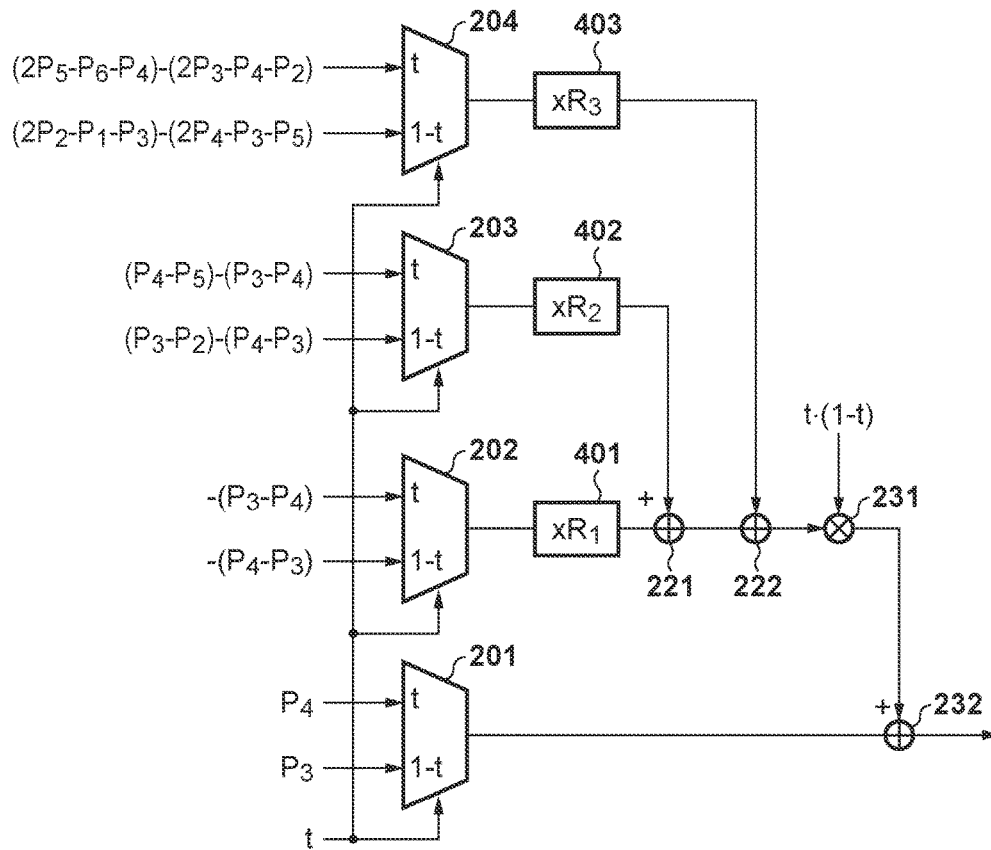 204
403
(2P5-P6-P4)-(2P3-P4-P2)
t
xR3
(2P2-P1-P3)-(2P4-P3-P5)
1-t
203
402
(P4-P5)-(P3-P4)
t
xR2
(P3-P2)-(P4-P3)
1-t
t·(1-t)
202
401
-(P3-P4)
t
xR1
+
231
-(P4-P3)
1-t
221
222
201
P4
t
+
232
P3
1-t
t